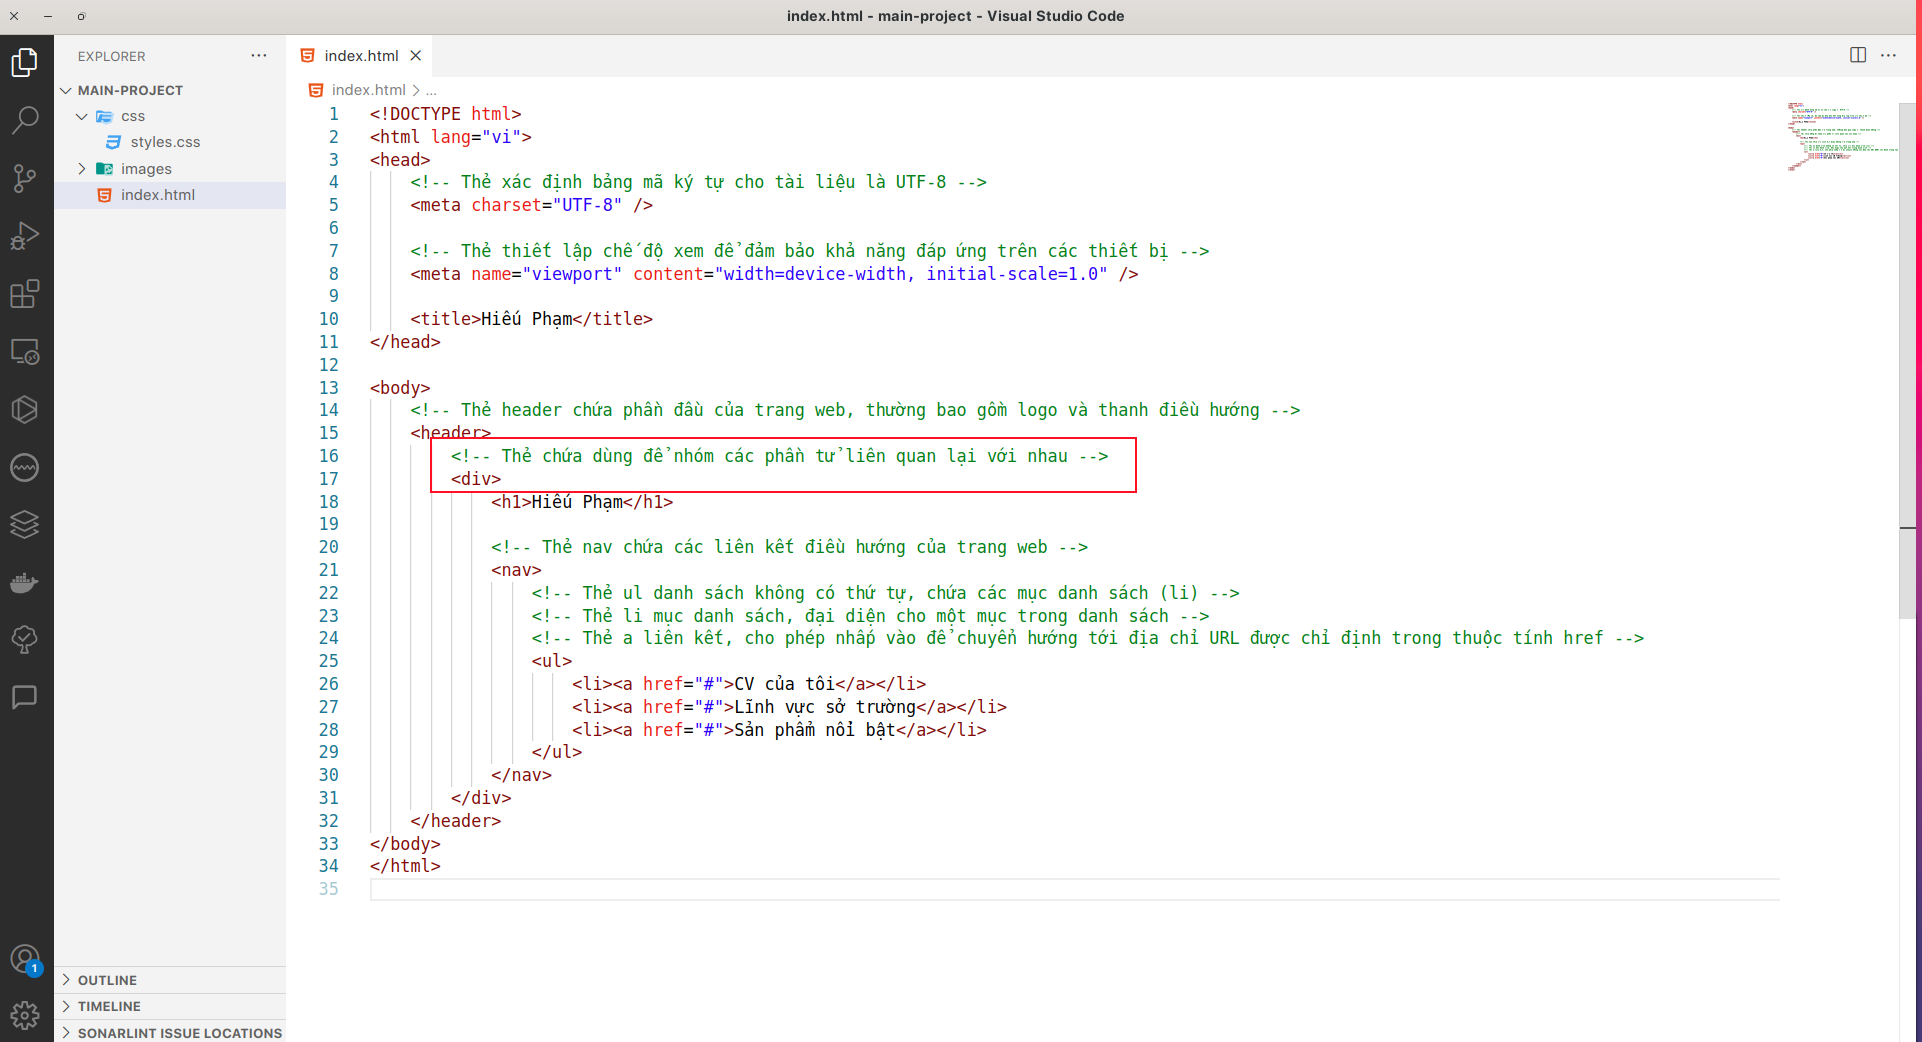 index.html - main-project - Visual Studio Code
EXPLORER
MAIN-PROJECT
css
styles.css
images
index.html
OUTLINE
TIMELINE
SONARLINT ISSUE LOCATIONS
1
index.html
index.html > ...
1 <!DOCTYPE html>
2 <html lang="vi">
3 <head>
4 <!-- Thẻ xác định bảng mã ký tự cho tài liệu là UTF-8 -->
5 <meta charset="UTF-8" />
6
7 <!-- Thẻ thiết lập chế độ xem để đảm bảo khả năng đáp ứng trên các thiết bị -->
8 <meta name="viewport" content="width=device-width, initial-scale=1.0" />
9
10 <title>Hiếu Phạm</title>
11 </head>
12
13 <body>
14 <!-- Thẻ header chứa phần đầu của trang web, thường bao gồm logo và thanh điều hướng -->
15 <header>
16 <!-- Thẻ chứa dùng để nhóm các phần tử liên quan lại với nhau -->
17 <div>
18 <h1>Hiếu Phạm</h1>
19
20 <!-- Thẻ nav chứa các liên kết điều hướng của trang web -->
21 <nav>
22 <!-- Thẻ ul danh sách không có thứ tự, chứa các mục danh sách (li) -->
23 <!-- Thẻ li mục danh sách, đại diện cho một mục trong danh sách -->
24 <!-- Thẻ a liên kết, cho phép nhấp vào để chuyển hướng tới địa chỉ URL được chỉ định trong thuộc tính href -->
25 <ul>
26 <li><a href="#">CV của tôi</a></li>
27 <li><a href="#">Lĩnh vực sở trường</a></li>
28 <li><a href="#">Sản phẩm nổi bật</a></li>
29 </ul>
30 </nav>
31 </div>
32 </header>
33 </body>
34 </html>
35